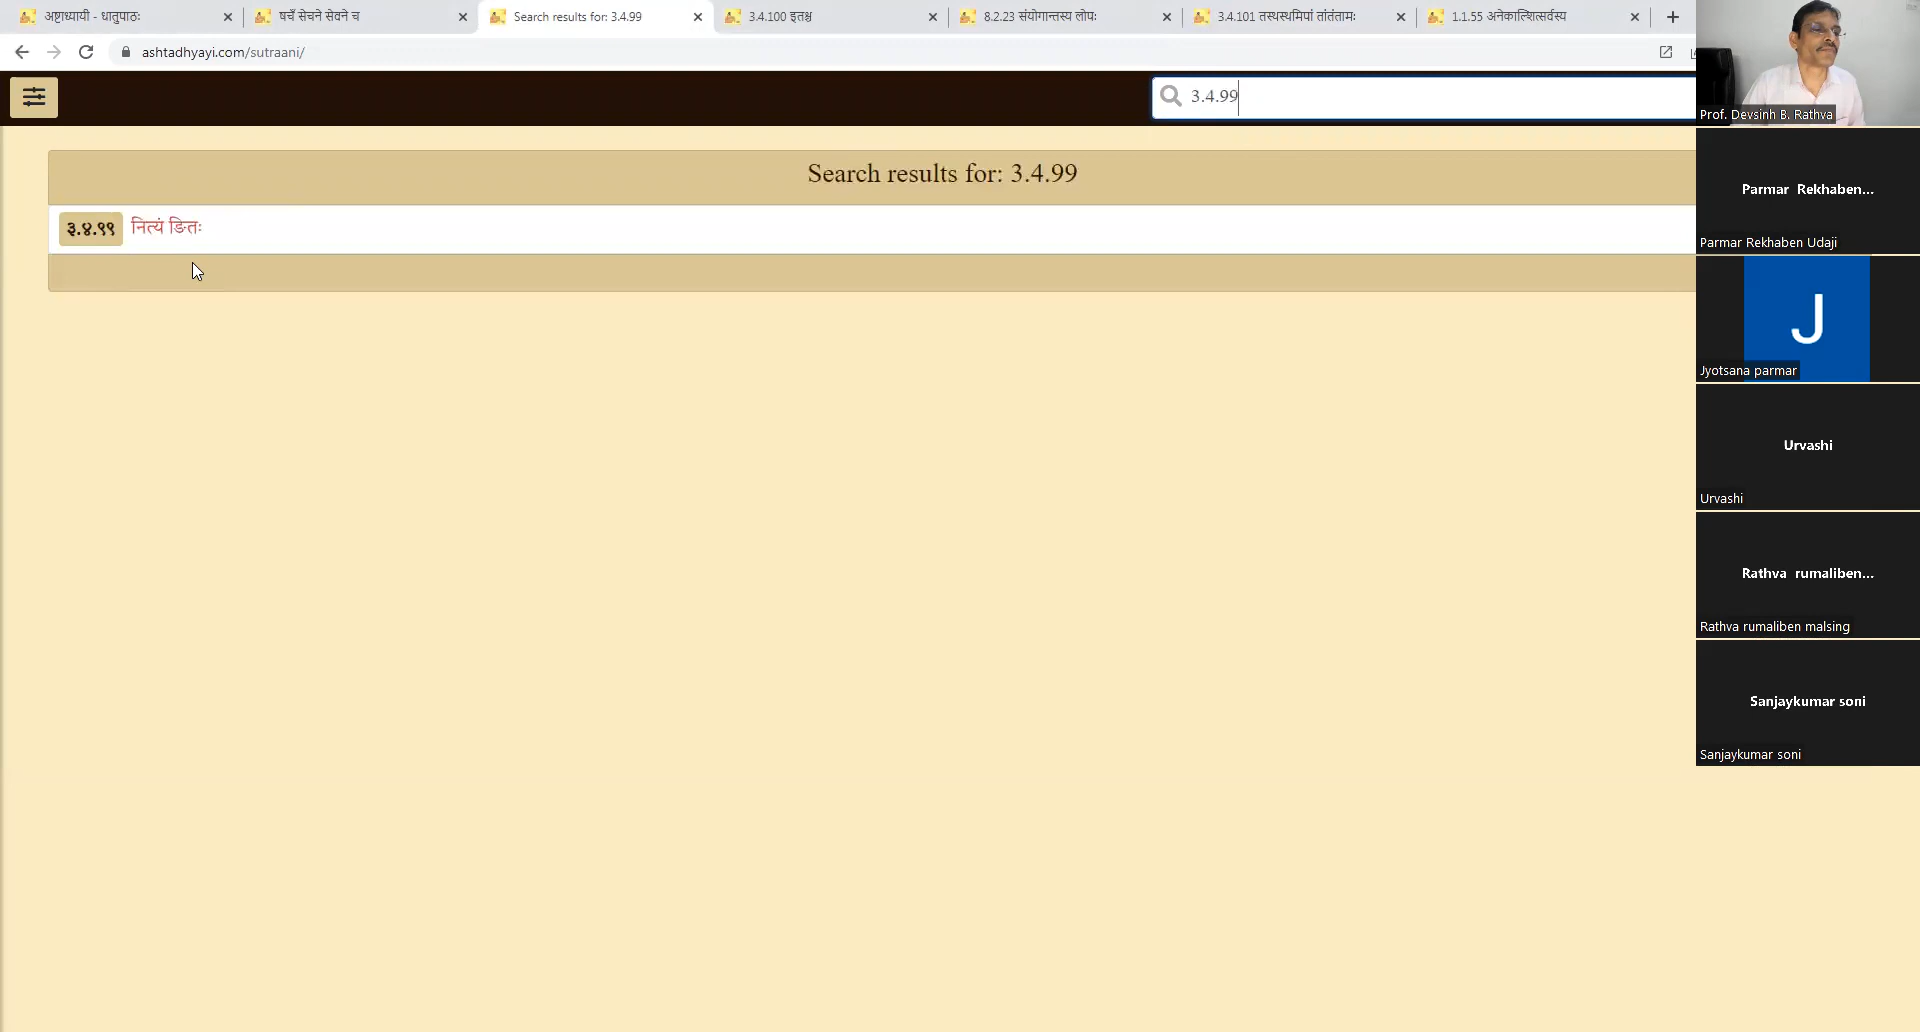 अष्टाध्यायी - धातुपाठः
षचँ सेचने सेवने च
Search results for: 3.4.99
3.4.100 इतश्च
8.2.23 संयोगान्तस्य लोपः
3.4.101 तस्थस्थमिपां तांतंतामः
1.1.55 अनेकाल्शित्सर्वस्य
ashtadhyayi.com/sutraani/
3.4.99
Search results for: 3.4.99
३.४.९९ नित्यं ङितः
Prof. Devsinh B. Rathva
Parmar Rekhaben...
Parmar Rekhaben Udaji
J
Jyotsana parmar
Urvashi
Urvashi
Rathva rumaliben...
Rathva rumaliben malsing
Sanjaykumar soni
Sanjaykumar soni